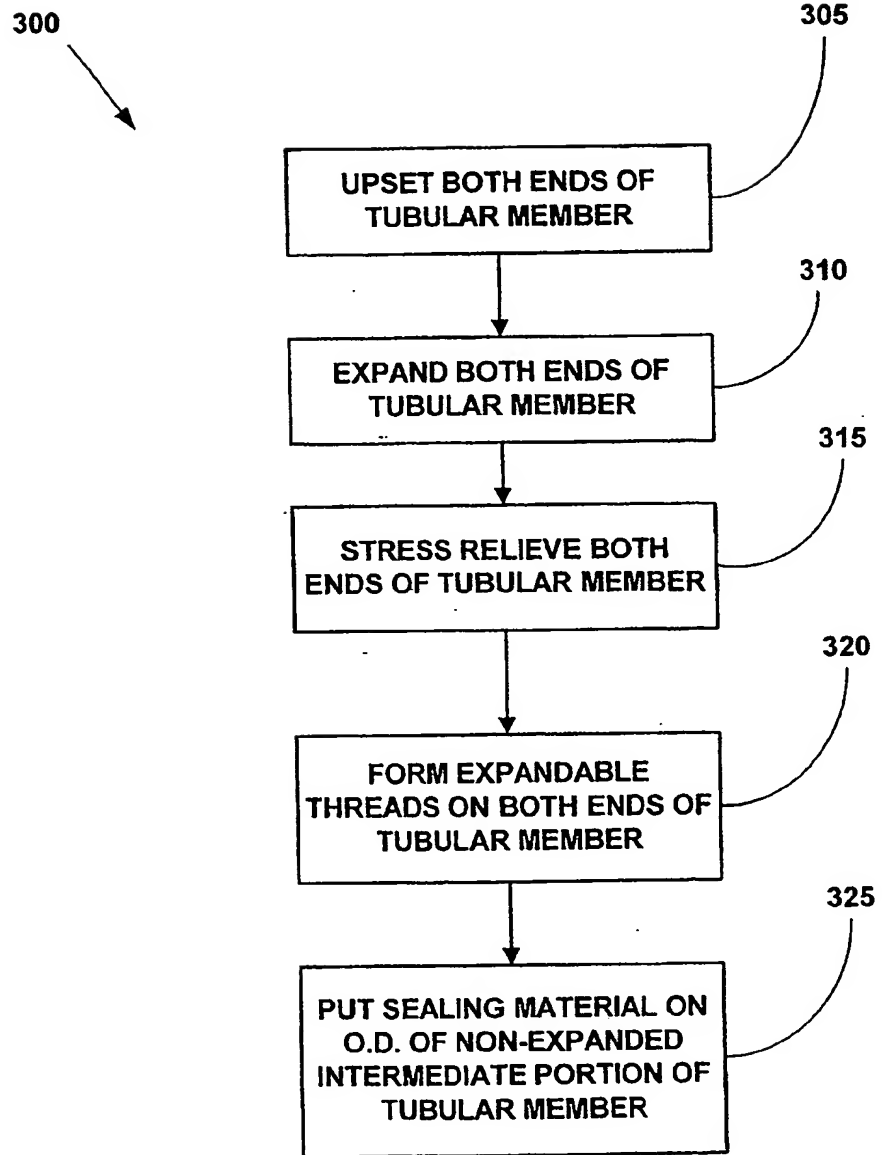 300
305
UPSET BOTH ENDS OF
TUBULAR MEMBER
310
EXPAND BOTH ENDS OF
TUBULAR MEMBER
315
STRESS RELIEVE BOTH
ENDS OF TUBULAR MEMBER
320
FORM EXPANDABLE
THREADS ON BOTH ENDS OF
TUBULAR MEMBER
325
PUT SEALING MATERIAL ON
O.D. OF NON-EXPANDED
INTERMEDIATE PORTION OF
TUBULAR MEMBER